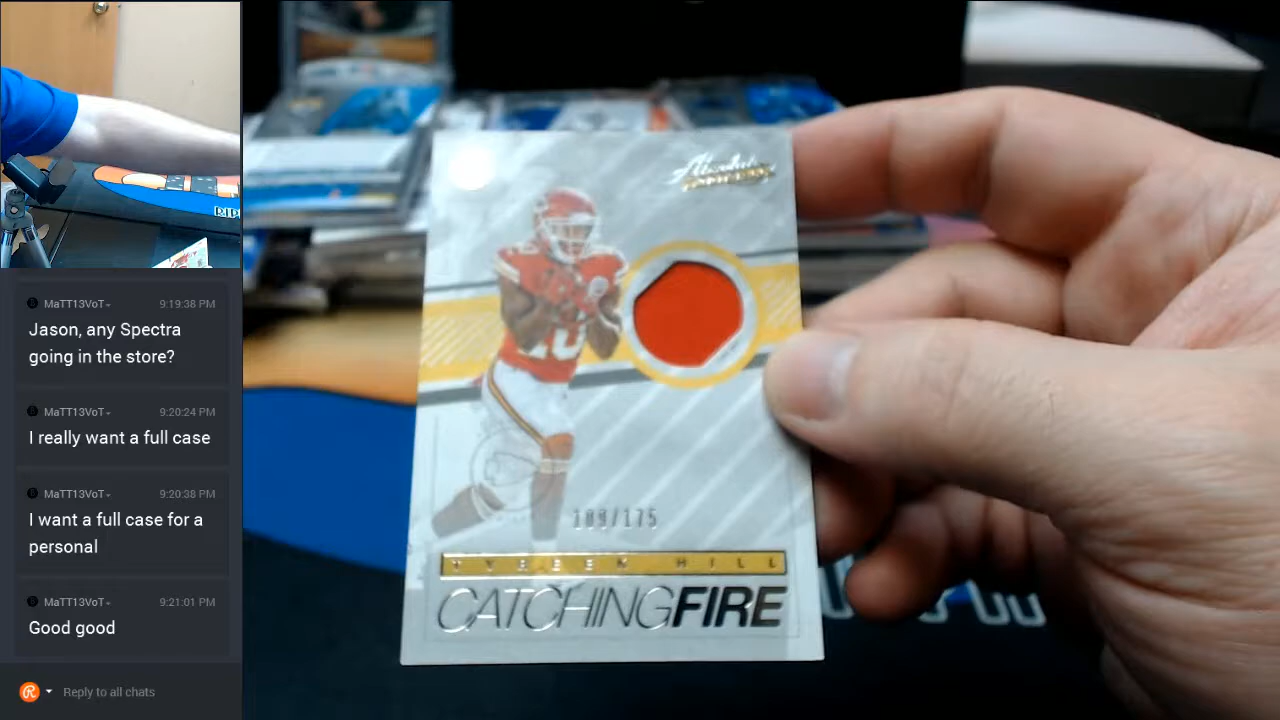 MaTT13VoT 9:19:38 PM
Jason, any Spectra
going in the store?
MaTT13VoT 9:20:24 PM
I really want a full case
MaTT13VoT 9:20:38 PM
I want a full case for a
personal
MaTT13VoT 9:21:01 PM
Good good
Reply to all chats
Absolute
10
/175
TYREEK HILL
CATCHINGFIRE